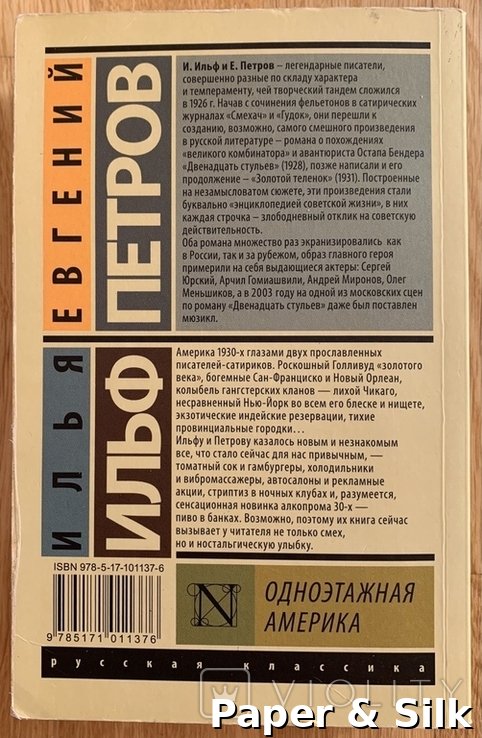 ЕВГЕНИЙ
ПЕТРОВ
И. Ильф и Е. Петров – легендарные писатели,
совершенно разные по складу характера
и темпераменту, чей творческий тандем сложился
в 1926 г. Начав с сочинения фельетонов в сатирических
журналах «Смехач» и «Гудок», они перешли к
созданию, возможно, самого смешного произведения
в русской литературе – романа о похождениях
«великого комбинатора» и авантюриста Остапа Бендера
«Двенадцать стульев» (1928), позже написали и его
продолжение – «Золотой теленок» (1931). Построенные
на незамысловатом сюжете, эти произведения стали
буквально «энциклопедией советской жизни», в них
каждая строчка – злободневный отклик на советскую
действительность.
Оба романа множество раз экранизировались как
в России, так и за рубежом, образ главного героя
примерили на себя выдающиеся актеры: Сергей
Юрский, Арчил Гомиашвили, Андрей Миронов, Олег
Меньшиков, а в 2003 году на одной из московских сцен
по роману «Двенадцать стульев» даже был поставлен
мюзикл.
ИЛЬЯ
ИЛЬФ
Америка 1930-х глазами двух прославленных
писателей-сатириков. Роскошный Голливуд «золотого
века», богемные Сан-Франциско и Новый Орлеан,
колыбель гангстерских кланов — лихой Чикаго,
несравненный Нью-Йорк во всем его блеске и нищете,
экзотические индейские резервации, тихие
провинциальные городки…
Ильфу и Петрову казалось новым и незнакомым
все, что стало сейчас для нас привычным, —
томатный сок и гамбургеры, холодильники
и вибромассажеры, автосалоны и рекламные
акции, стриптиз в ночных клубах и, разумеется,
сенсационная новинка алкопрома 30-х —
пиво в банках. Возможно, поэтому их книга сейчас
вызывает у читателя не только смех,
но и ностальгическую улыбку.
ISBN 978-5-17-101137-6
9 785171 011376
N
ОДНОЭТАЖНАЯ
АМЕРИКА
русская классика
VIOLITY
Paper & Silk